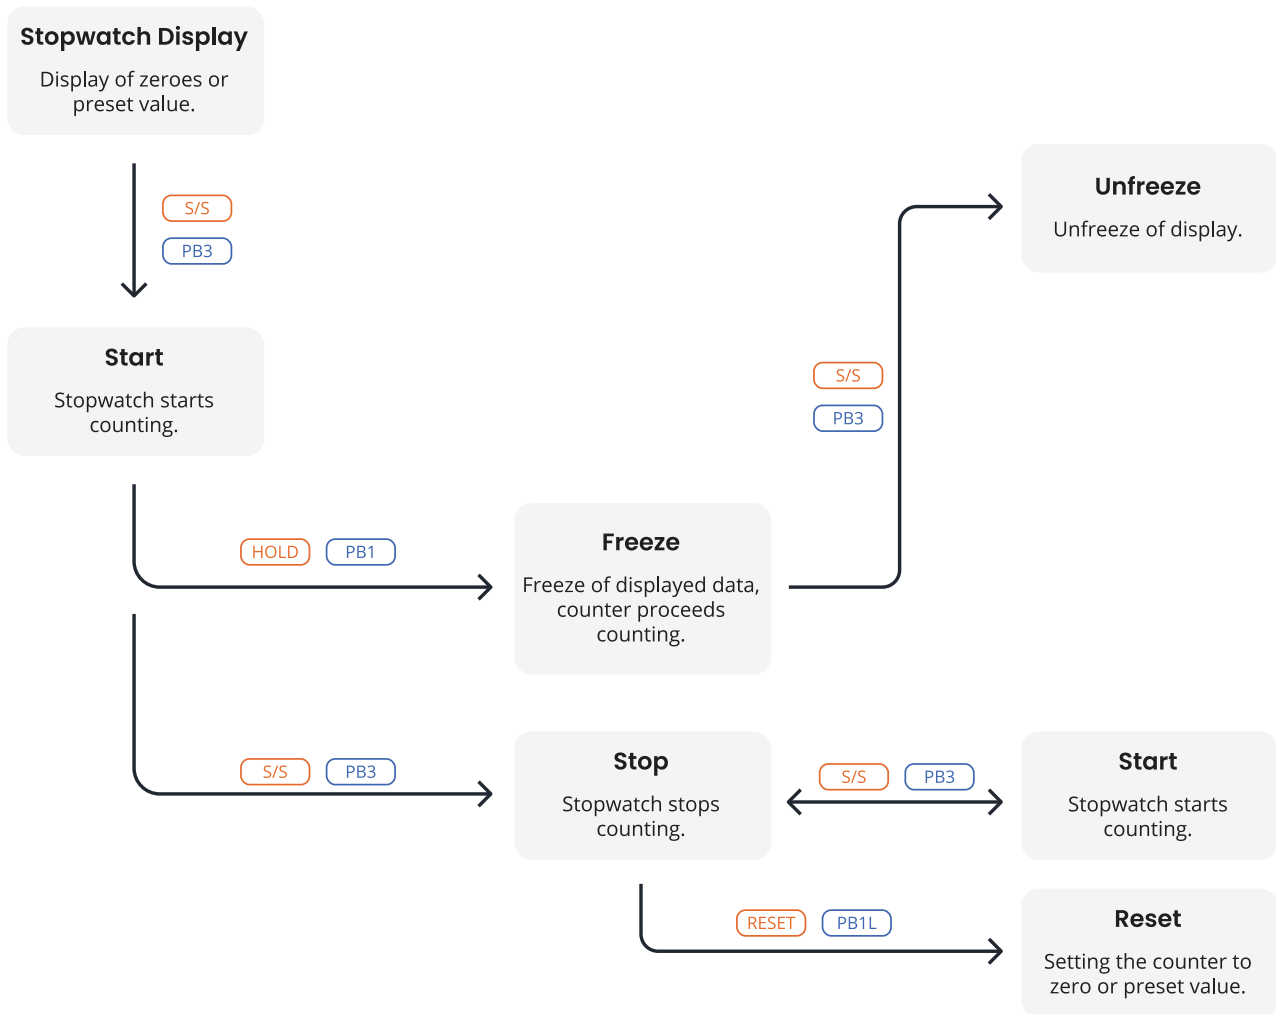 Stopwatch Display
Display of zeroes or
preset value.
S/S
PB3
Start
Stopwatch starts
counting.
HOLD PB1
Freeze
Freeze of displayed data,
counter proceeds
counting.
S/S
PB3
Unfreeze
Unfreeze of display.
S/S PB3
Stop
Stopwatch stops
counting.
S/S PB3
Start
Stopwatch starts
counting.
RESET PB1L
Reset
Setting the counter to
zero or preset value.